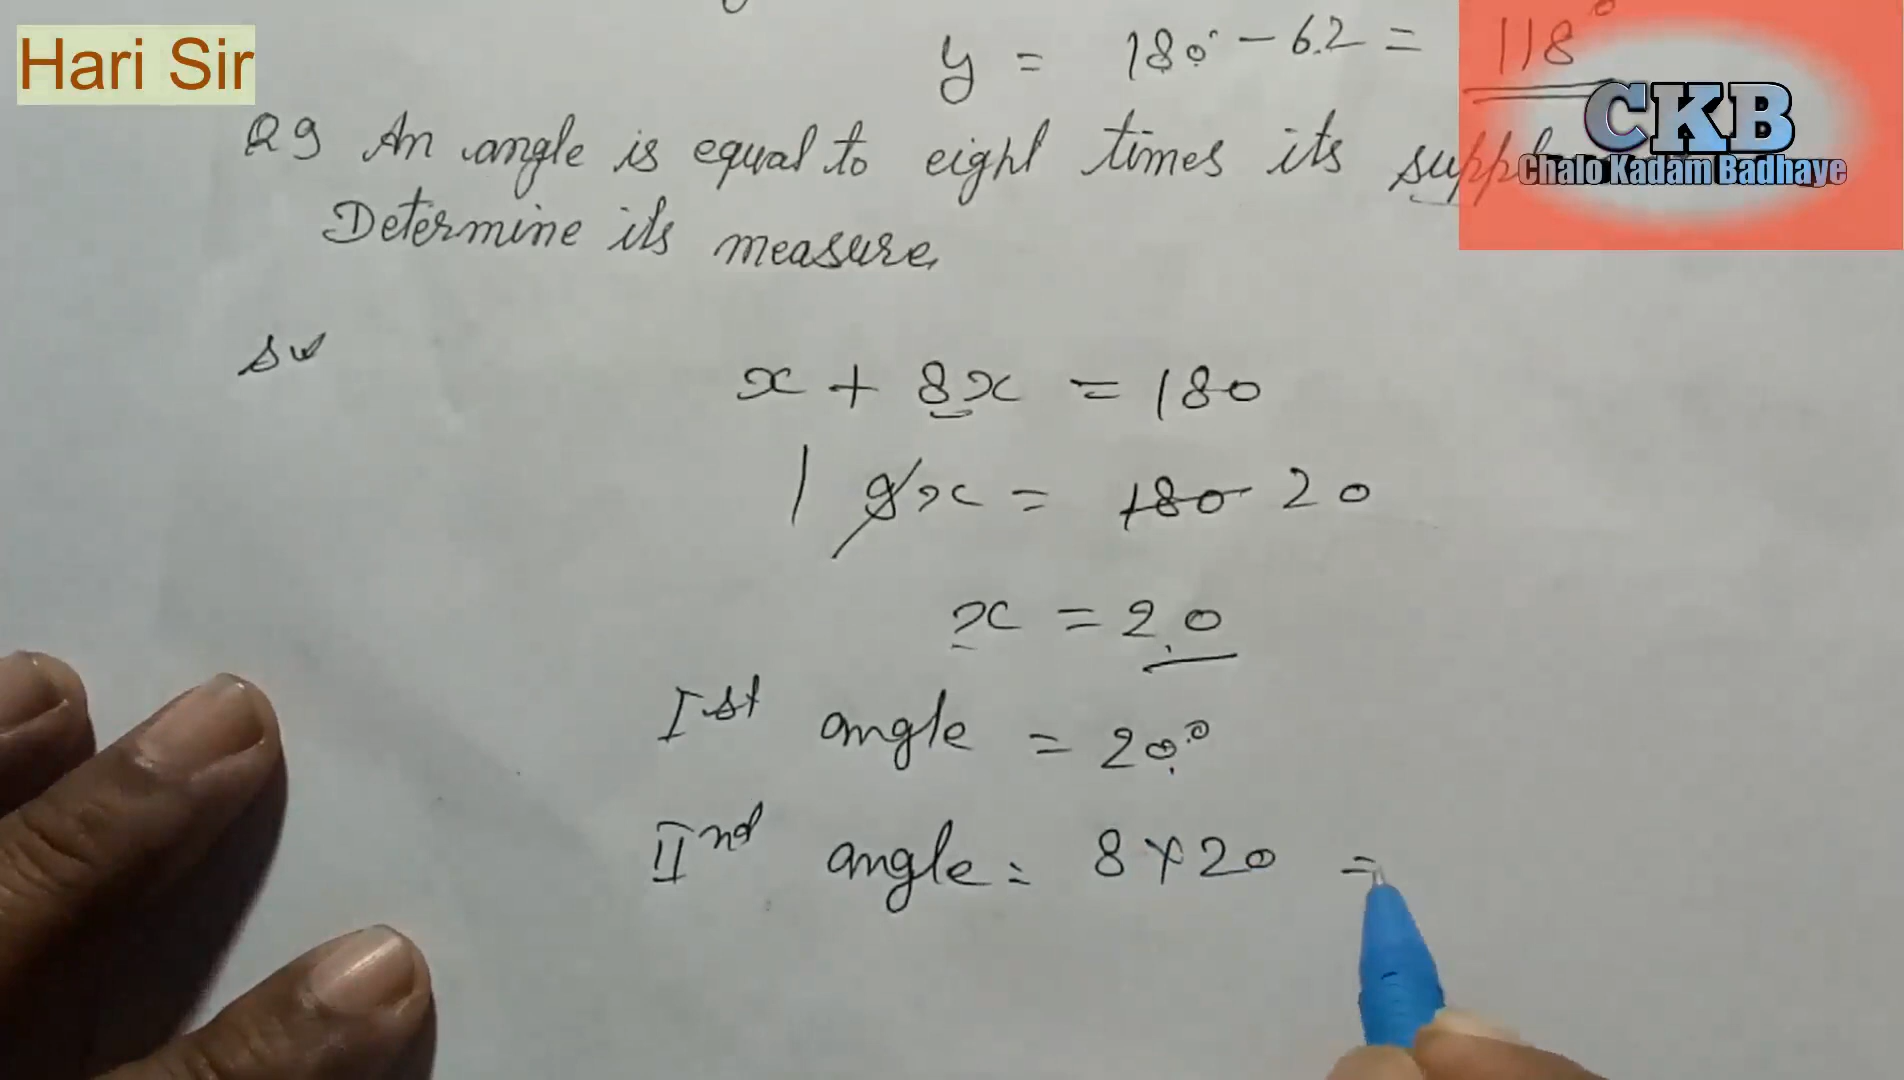 Hari Sir
y = 180° - 62 = 118°
CKB
Chalo Kadam Badhaye
Q9 An angle is equal to eight times its
Determine its measure.
x + 8x = 180
1 9x = 180 20
x = 20
Ist angle = 20°
IInd angle = 8 × 20 =